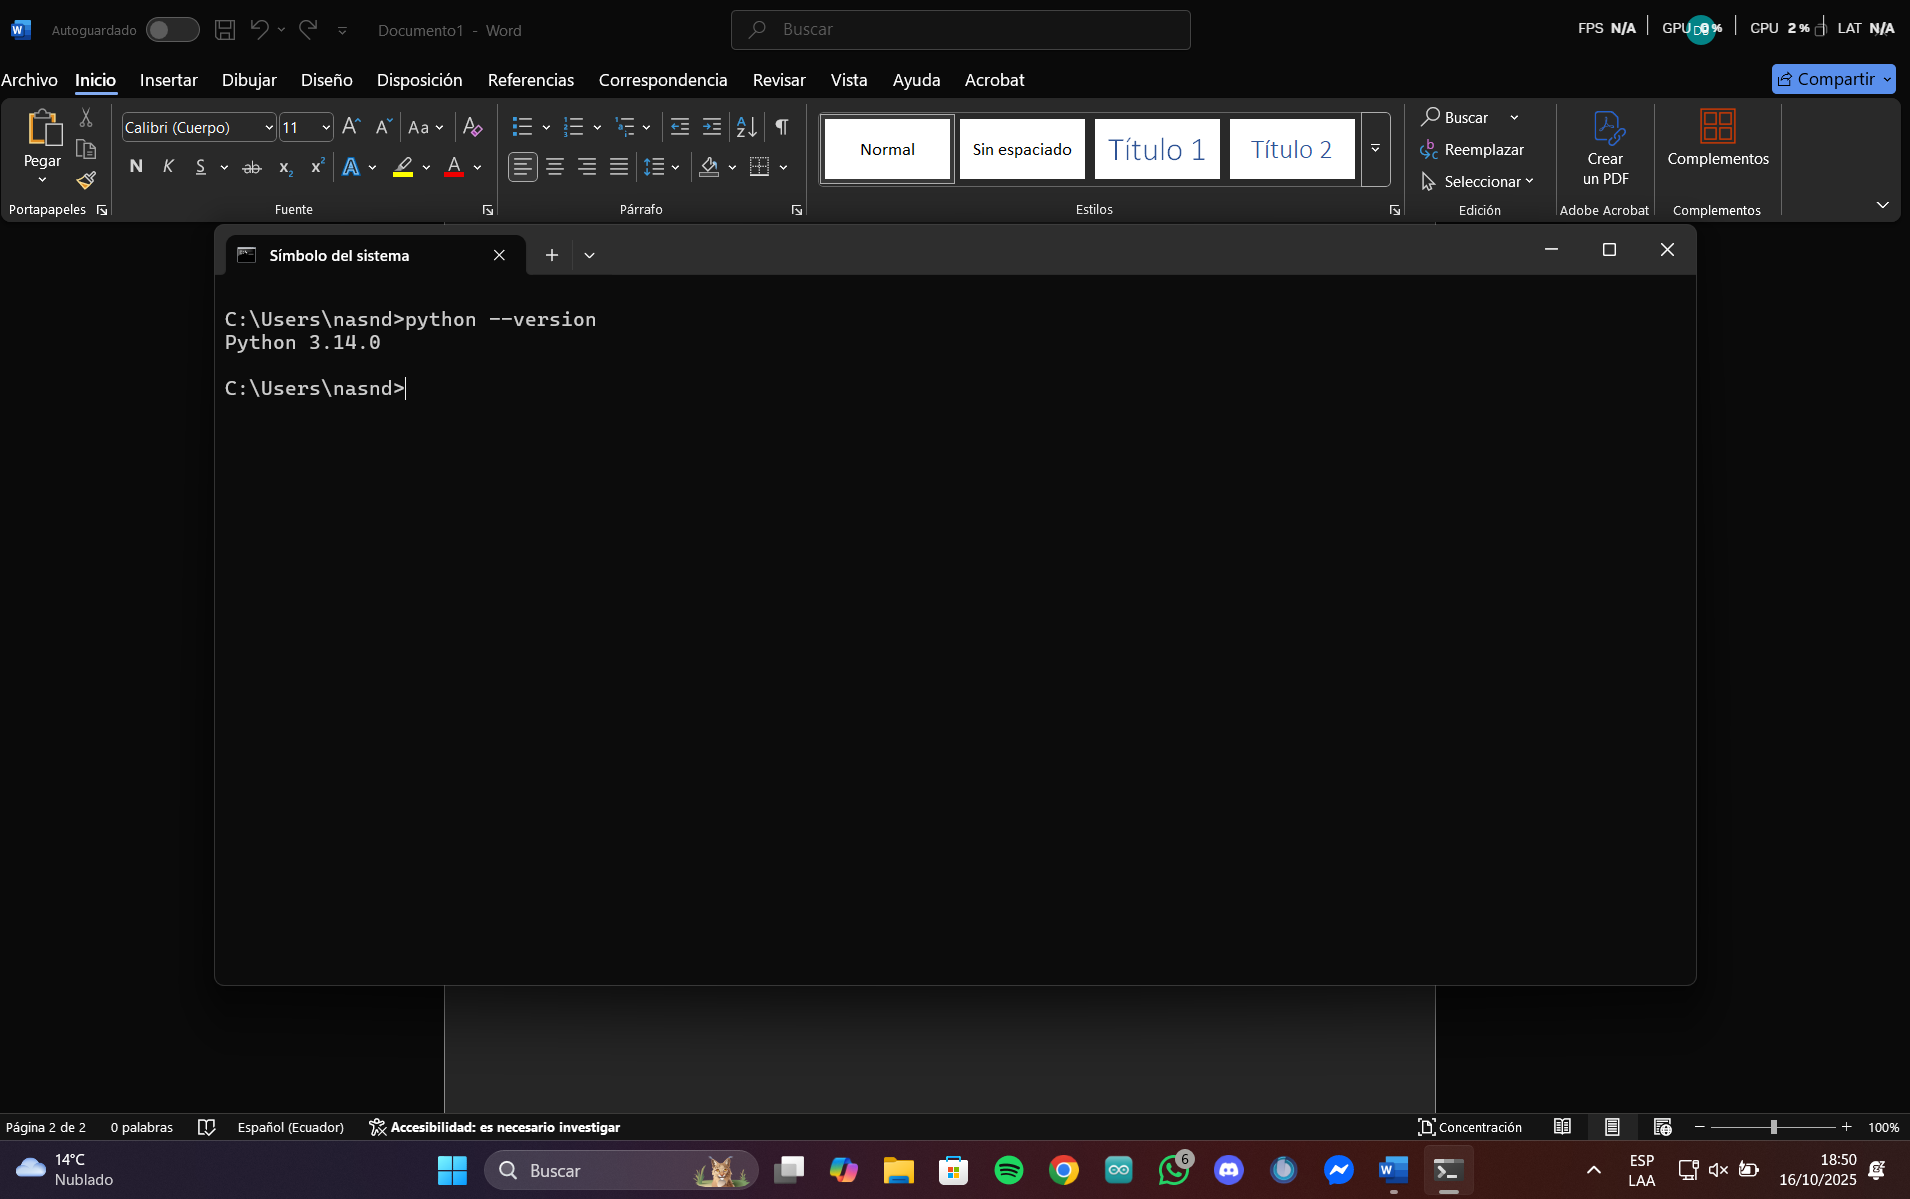 Autoguardado
Documento1 - Word
Buscar
FPS N/A
GPU 0 %
CPU 2 %
LAT N/A
Archivo Inicio Insertar Dibujar Diseño Disposición Referencias Correspondencia Revisar Vista Ayuda Acrobat
Compartir
Pegar
Portapapeles
Calibri (Cuerpo) 11
Aa
N K S ab x₂ x² A A
Fuente
Párrafo
Normal
Sin espaciado
Título 1
Título 2
Estilos
Buscar
Reemplazar
Seleccionar
Edición
Crear
un PDF
Adobe Acrobat
Complementos
Complementos
Símbolo del sistema
C:\Users\nasnd>python --version
Python 3.14.0
C:\Users\nasnd>
Página 2 de 2 0 palabras Español (Ecuador) Accesibilidad: es necesario investigar
Concentración
100%
14°C
Nublado
Buscar
6
ESP
LAA
18:50
16/10/2025